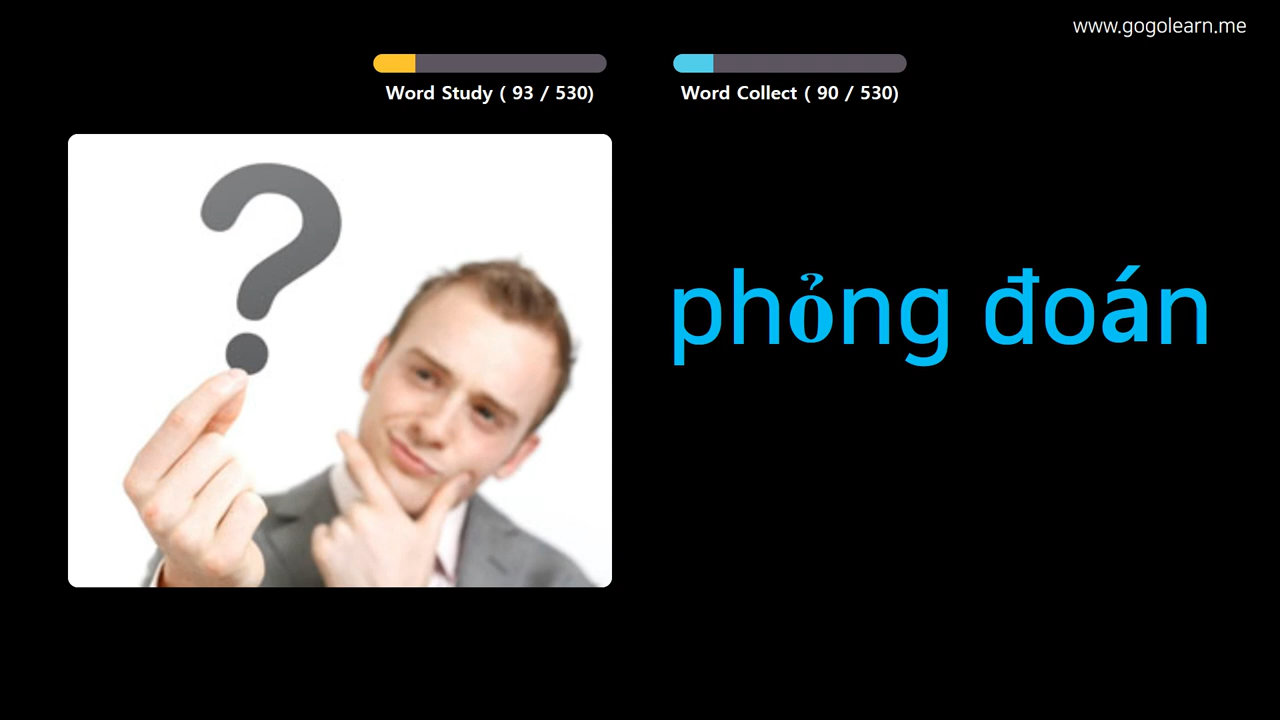 www.gogolearn.me
Word Study ( 93 / 530)
Word Collect ( 90 / 530)
?
phỏng đoán